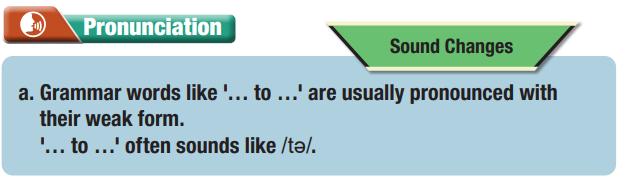 Pronunciation
Sound Changes
a. Grammar words like '… to …' are usually pronounced with
their weak form.
'… to …' often sounds like /tə/.